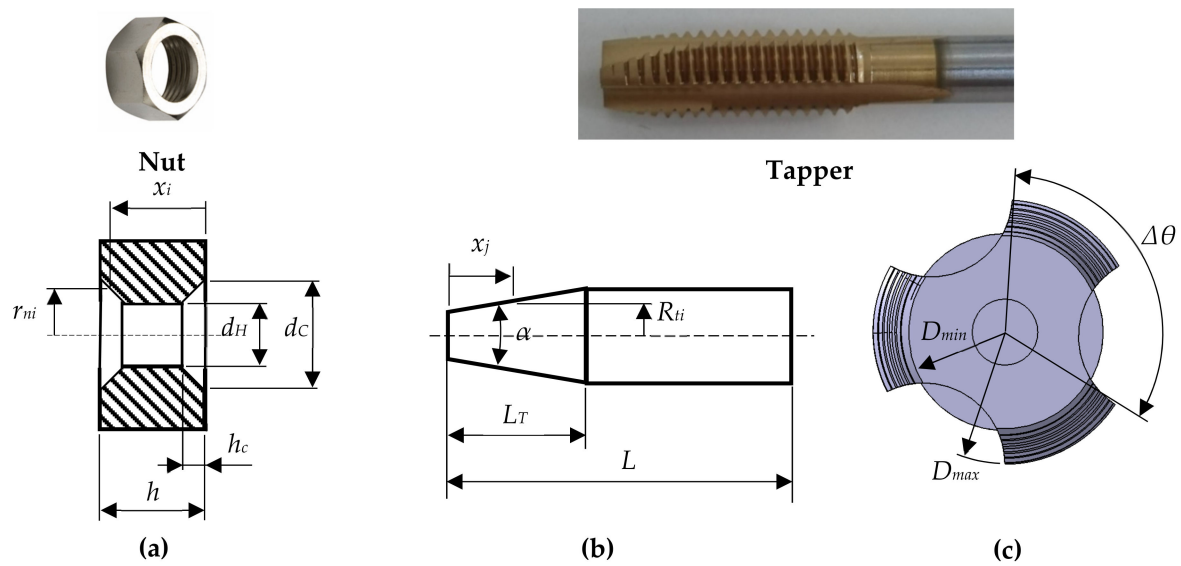 Nut
Tapper
xi
rni
dH
dC
hc
h
(a)
xj
Rti
α
LT
L
(b)
Δθ
Dmin
Dmax
(c)